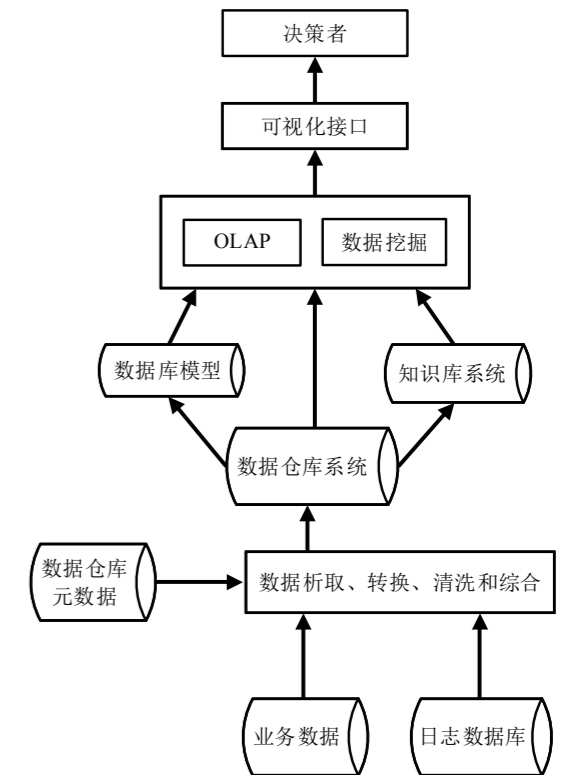 决策者
可视化接口
OLAP
数据挖掘
数据库模型
知识库系统
数据仓库系统
数据仓库
元数据
数据析取、转换、清洗和综合
业务数据
日志数据库